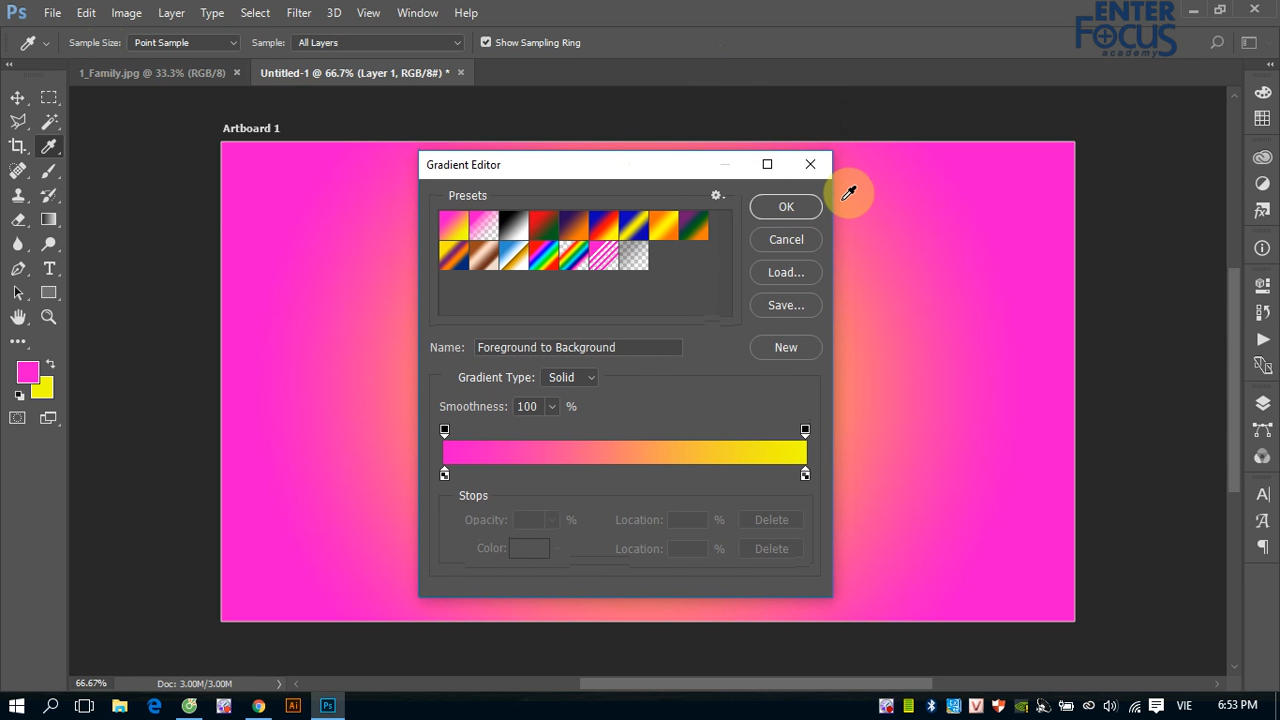 Ps File Edit Image Layer Type Select Filter 3D View Window Help
ENTER
FOCUS
academy
Sample Size: Point Sample Sample: All Layers Show Sampling Ring
1_Family.jpg @ 33.3% (RGB/8) × Untitled-1 @ 66.7% (Layer 1, RGB/8#) * ×
Artboard 1
Gradient Editor
Presets
OK
Cancel
Load...
Save...
Name: Foreground to Background New
Gradient Type: Solid
Smoothness: 100 %
Stops
Opacity: % Location: % Delete
Color: Location: % Delete
66.67% Doc: 3.00M/3.00M
Ai Ps VIE 6:53 PM